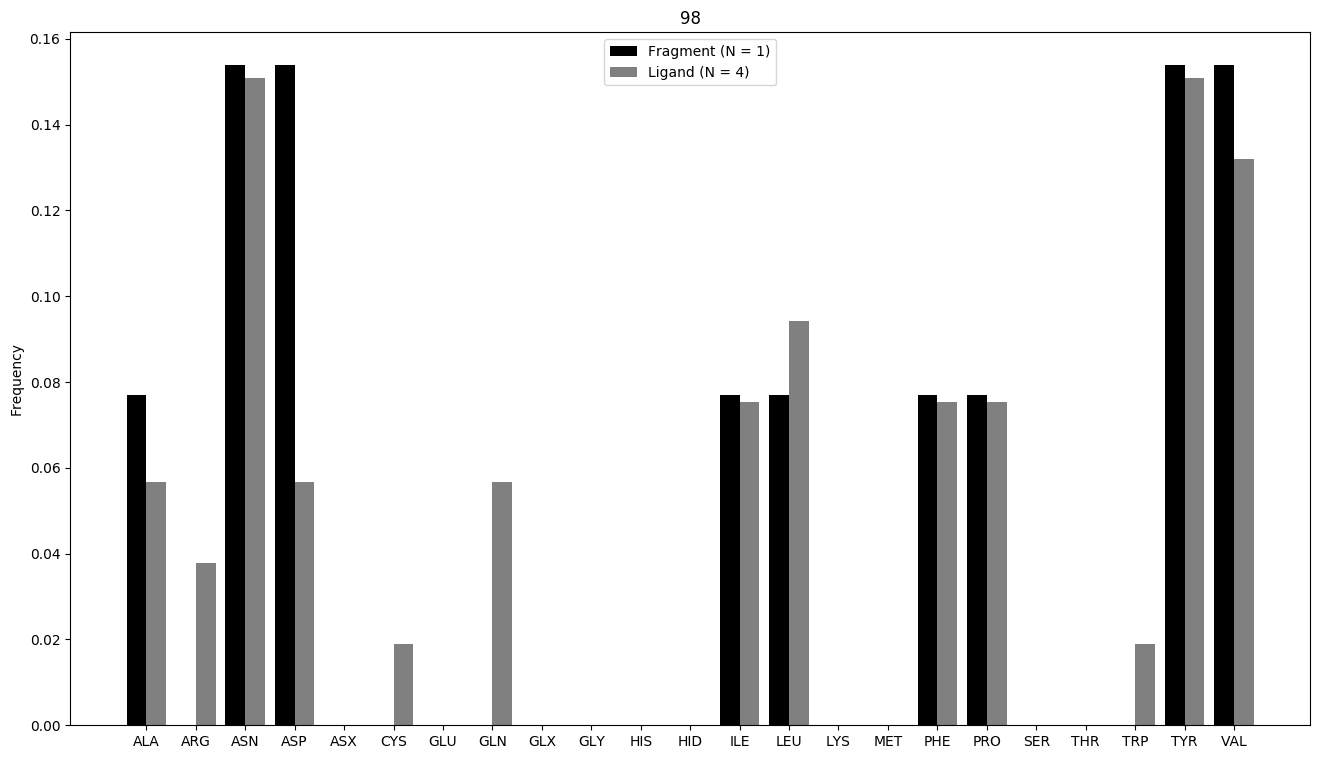 98
Fragment (N = 1)
Ligand (N = 4)
Frequency
0.16
0.14
0.12
0.10
0.08
0.06
0.04
0.02
0.00
ALA ARG ASN ASP ASX CYS GLU GLN GLX GLY HIS HID ILE LEU LYS MET PHE PRO SER THR TRP TYR VAL